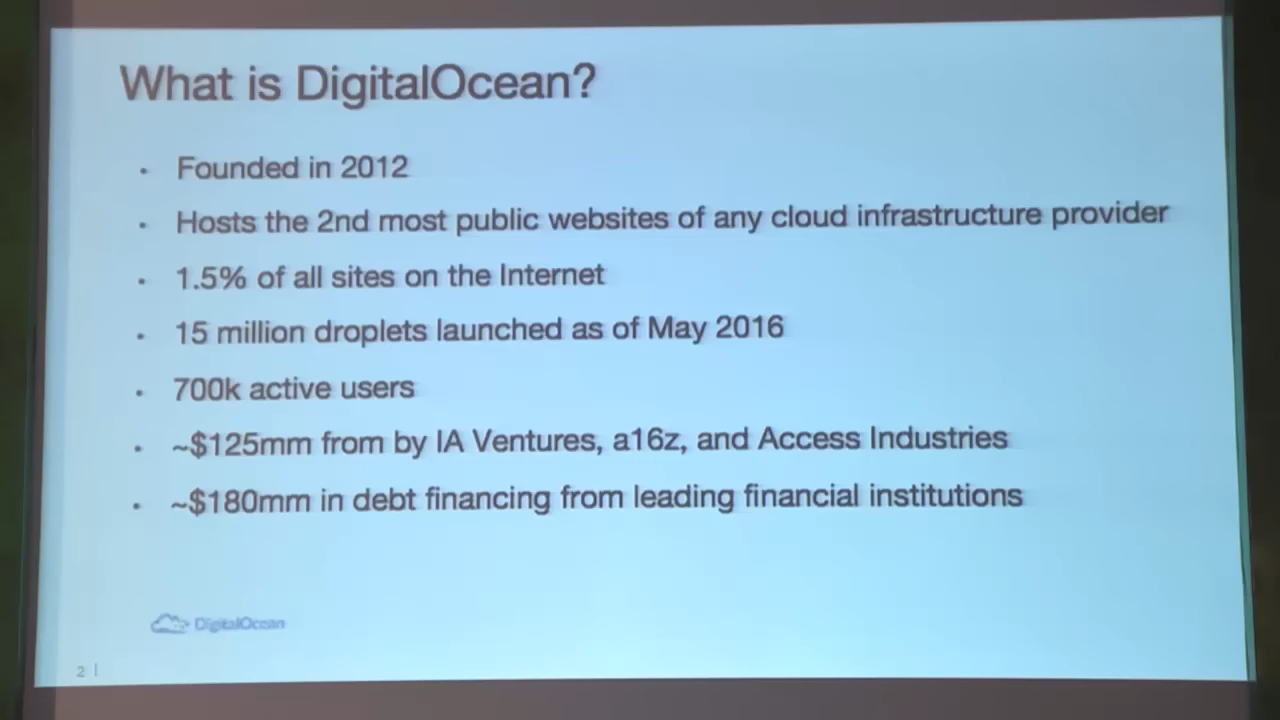 What is DigitalOcean?
· Founded in 2012
· Hosts the 2nd most public websites of any cloud infrastructure provider
· 1.5% of all sites on the Internet
· 15 million droplets launched as of May 2016
· 700k active users
· ~$125mm from by IA Ventures, a16z, and Access Industries
· ~$180mm in debt financing from leading financial institutions
DigitalOcean
2 |